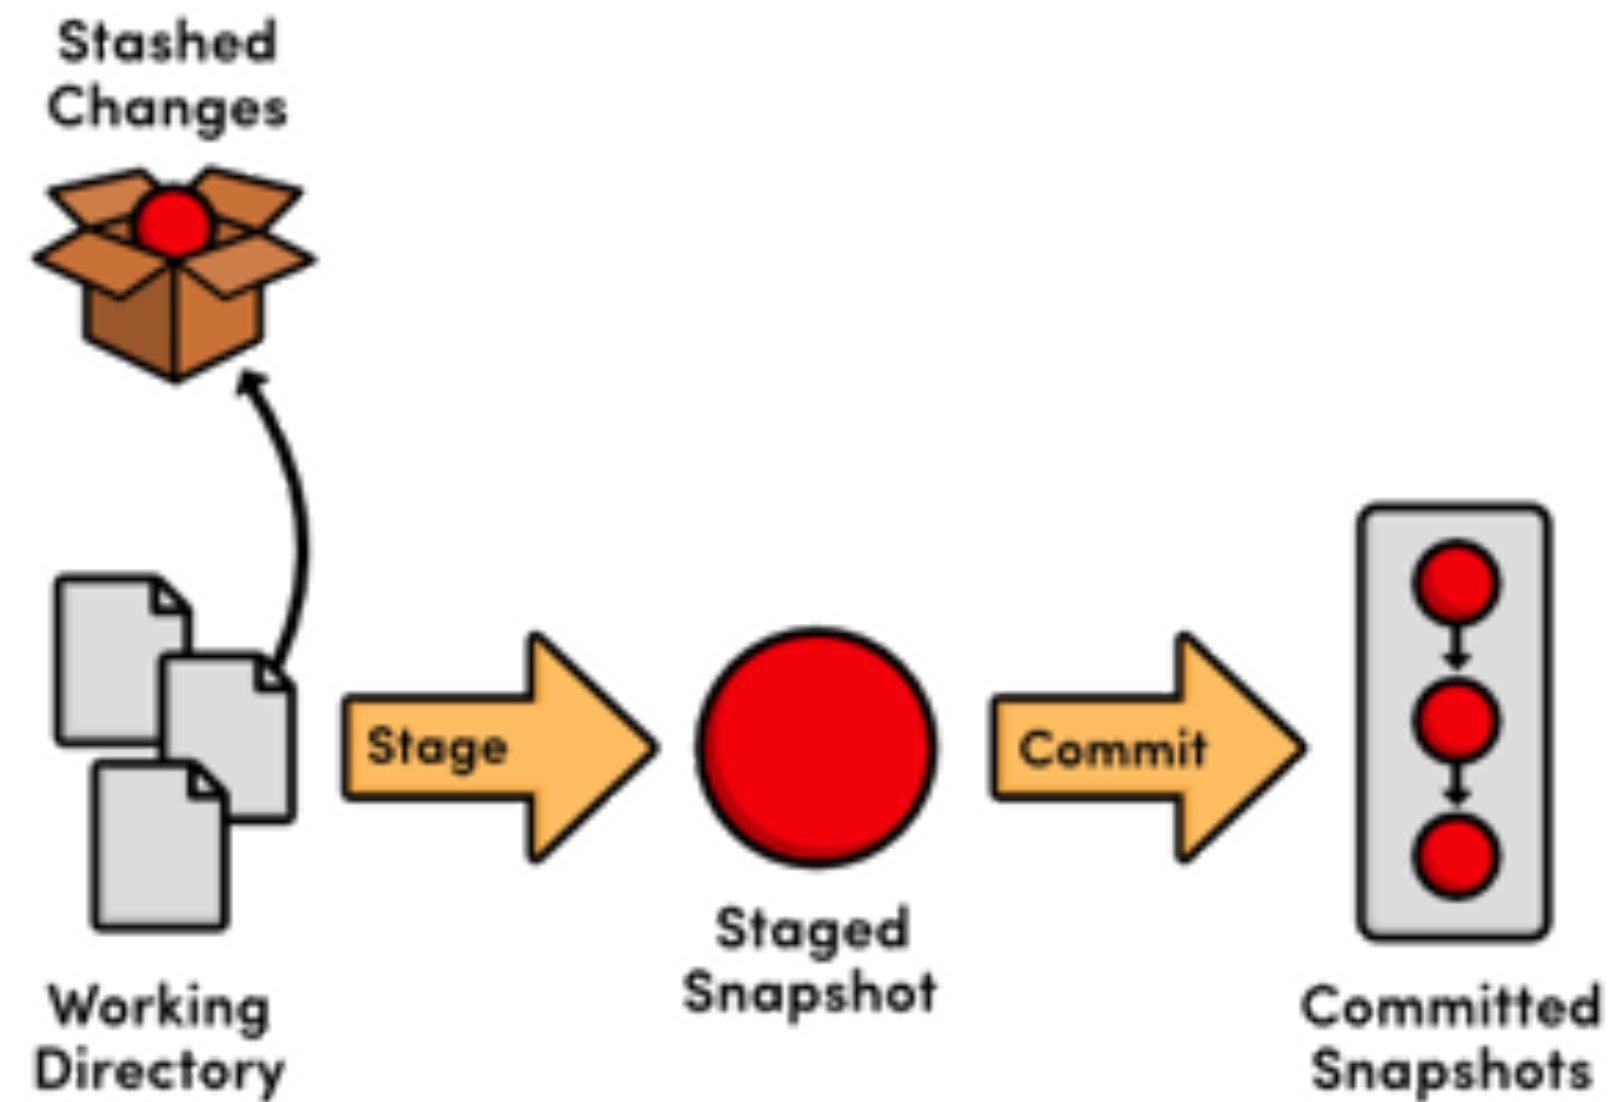 Stashed
Changes
Stage
Commit
Staged
Snapshot
Working
Directory
Committed
Snapshots